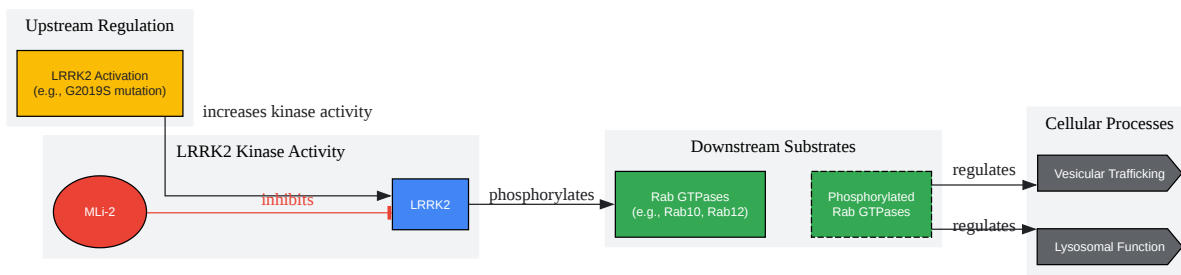 Upstream Regulation
LRRK2 Activation
(e.g., G2019S mutation)
increases kinase activity
LRRK2 Kinase Activity
MLi-2
inhibits
LRRK2
phosphorylates
Downstream Substrates
Rab GTPases
(e.g., Rab10, Rab12)
Phosphorylated
Rab GTPases
regulates
regulates
Cellular Processes
Vesicular Trafficking
Lysosomal Function